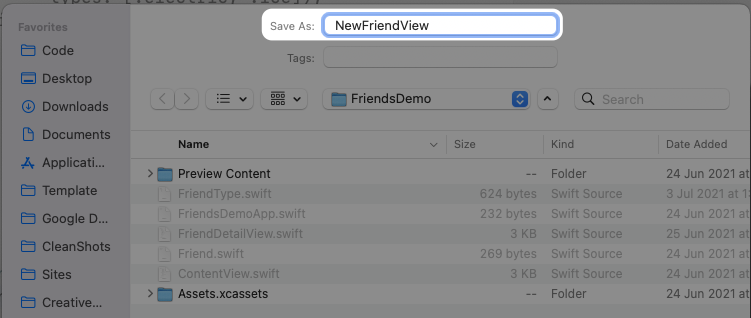 Save As: NewFriendView
Tags:
Favorites
Code
Desktop
Downloads
Documents
Applicati...
Template
Google D...
CleanShots
Sites
Creative...
FriendsDemo
Search
Name Size Kind Date Added
Preview Content -- Folder 24 Jun 2021 at
FriendType.swift 624 bytes Swift Source 3 Jul 2021 at 1
FriendsDemoApp.swift 232 bytes Swift Source 24 Jun 2021 at
FriendDetailView.swift 3 KB Swift Source 25 Jun 2021 at
Friend.swift 269 bytes Swift Source 24 Jun 2021 at
ContentView.swift 3 KB Swift Source 24 Jun 2021 at
Assets.xcassets -- Folder 24 Jun 2021 at